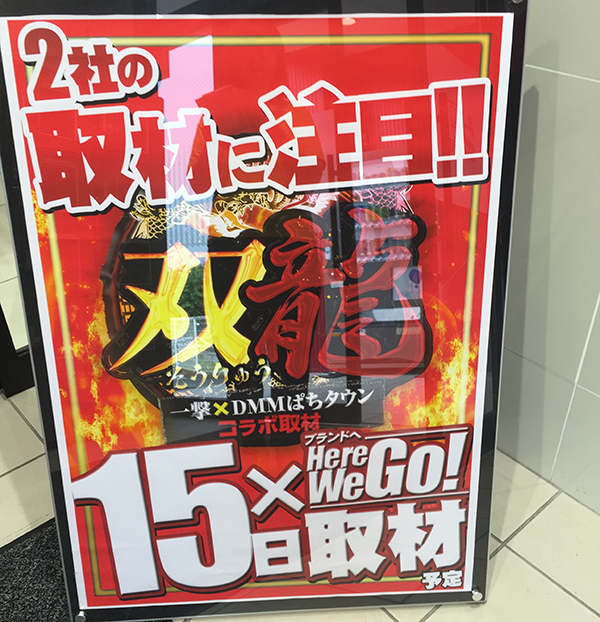 2社の
取材に注目!!
双龍
そうりゅう
一撃×DMMぱちタウン
コラボ取材
15日×
ブランドへ
Here
We Go!
取材
予定